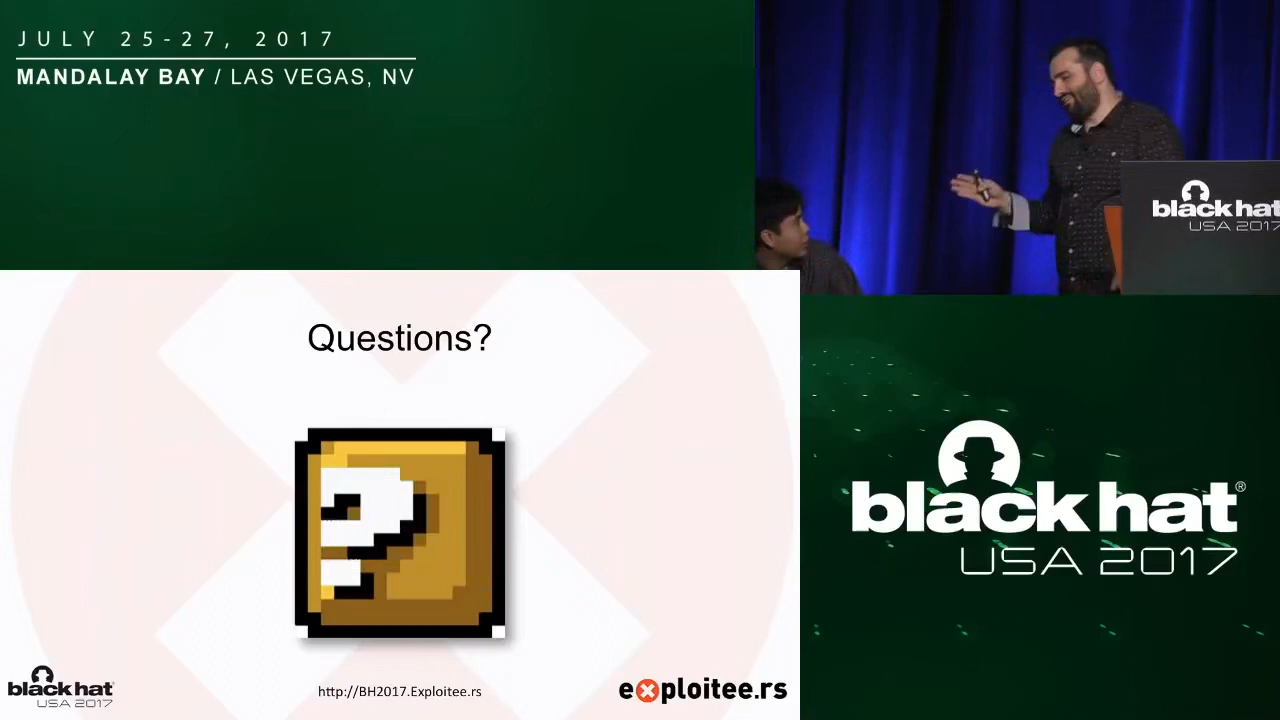 JULY 25-27, 2017
MANDALAY BAY / LAS VEGAS, NV
black hat
USA 2017
Questions?
?
black hat®
USA 2017
black hat
USA 2017
http://BH2017.Exploitee.rs
exploitee.rs